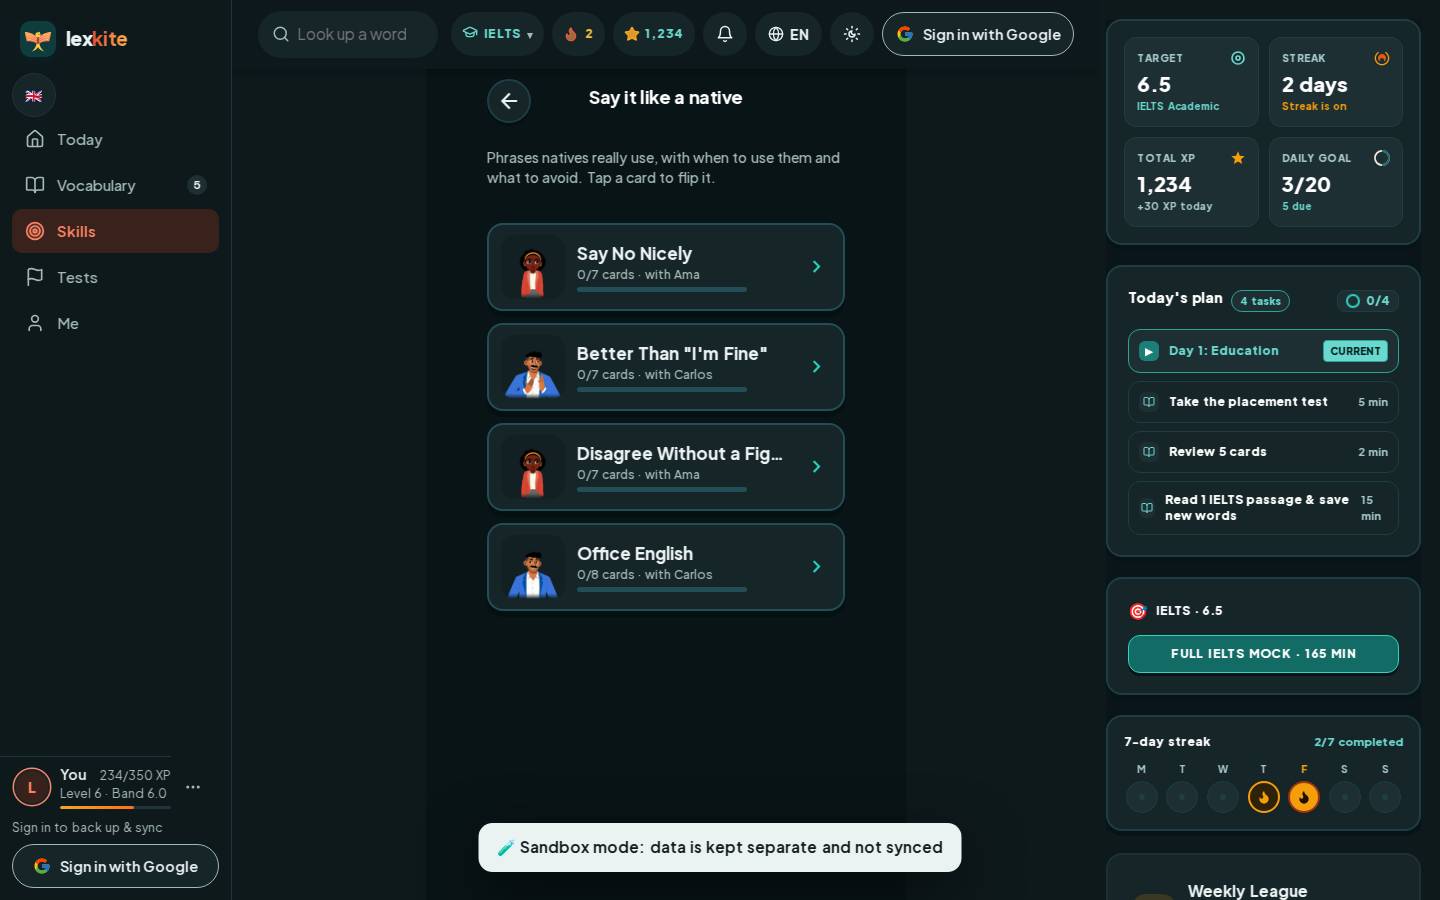 lexkite
Today
Vocabulary 5
Skills
Tests
Me
L You 234/350 XP
Level 6 · Band 6.0
Sign in to back up & sync
Sign in with Google
Look up a word
IELTS ▾
2
1,234
EN
Sign in with Google
Say it like a native
Phrases natives really use, with when to use them and
what to avoid. Tap a card to flip it.
Say No Nicely
0/7 cards · with Ama
Better Than "I'm Fine"
0/7 cards · with Carlos
Disagree Without a Fig...
0/7 cards · with Ama
Office English
0/8 cards · with Carlos
🧪 Sandbox mode: data is kept separate and not synced
TARGET
6.5
IELTS Academic
STREAK
2 days
Streak is on
TOTAL XP
1,234
+30 XP today
DAILY GOAL
3/20
5 due
Today's plan 4 tasks 0/4
Day 1: Education CURRENT
Take the placement test 5 min
Review 5 cards 2 min
Read 1 IELTS passage & save 15
new words min
🎯 IELTS · 6.5
FULL IELTS MOCK · 165 MIN
7-day streak 2/7 completed
M T W T F S S
Weekly League